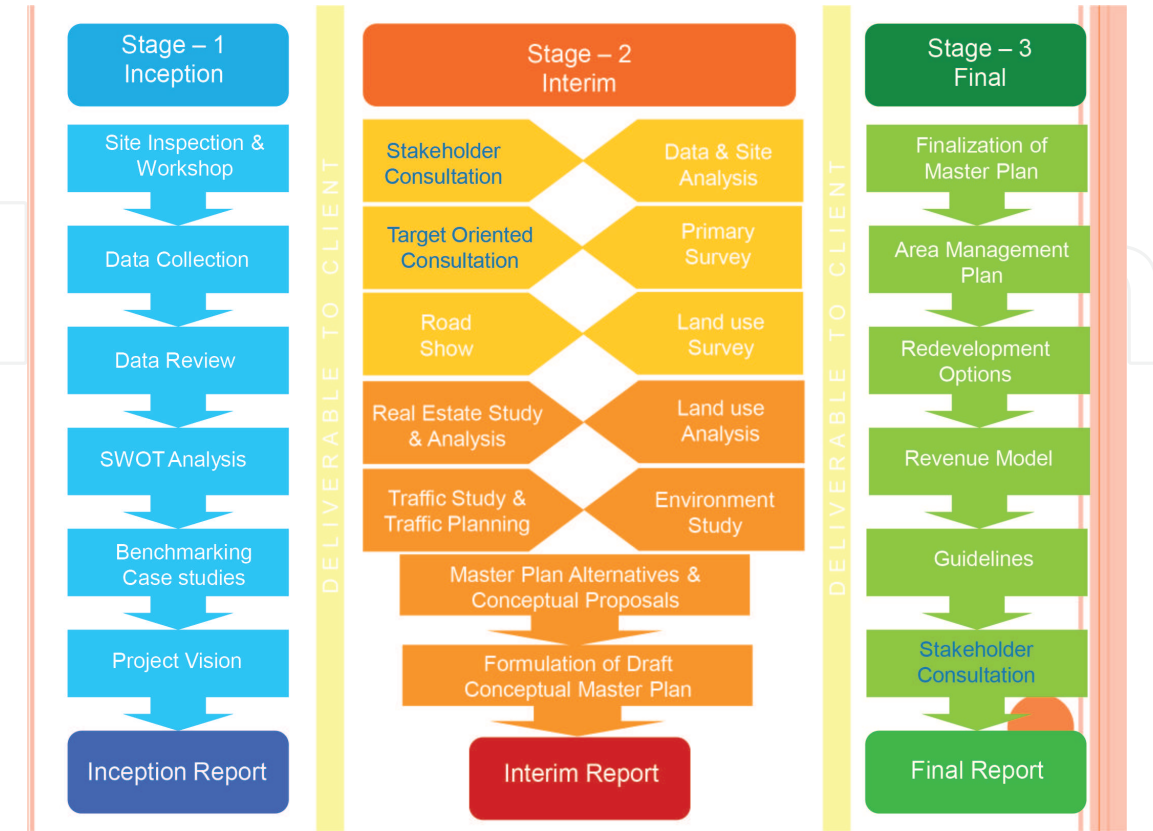 Stage – 1
Inception
Site Inspection &
Workshop
Data Collection
Data Review
SWOT Analysis
Benchmarking
Case studies
Project Vision
Inception Report
DELIVERABLE TO CLIENT
Stage – 2
Interim
Stakeholder
Consultation
Data & Site
Analysis
Target Oriented
Consultation
Primary
Survey
Road
Show
Land use
Survey
Real Estate Study
& Analysis
Land use
Analysis
Traffic Study &
Traffic Planning
Environment
Study
Master Plan Alternatives &
Conceptual Proposals
Formulation of Draft
Conceptual Master Plan
Interim Report
DELIVERABLE TO CLIENT
Stage – 3
Final
Finalization of
Master Plan
Area Management
Plan
Redevelopment
Options
Revenue Model
Guidelines
Stakeholder
Consultation
Final Report